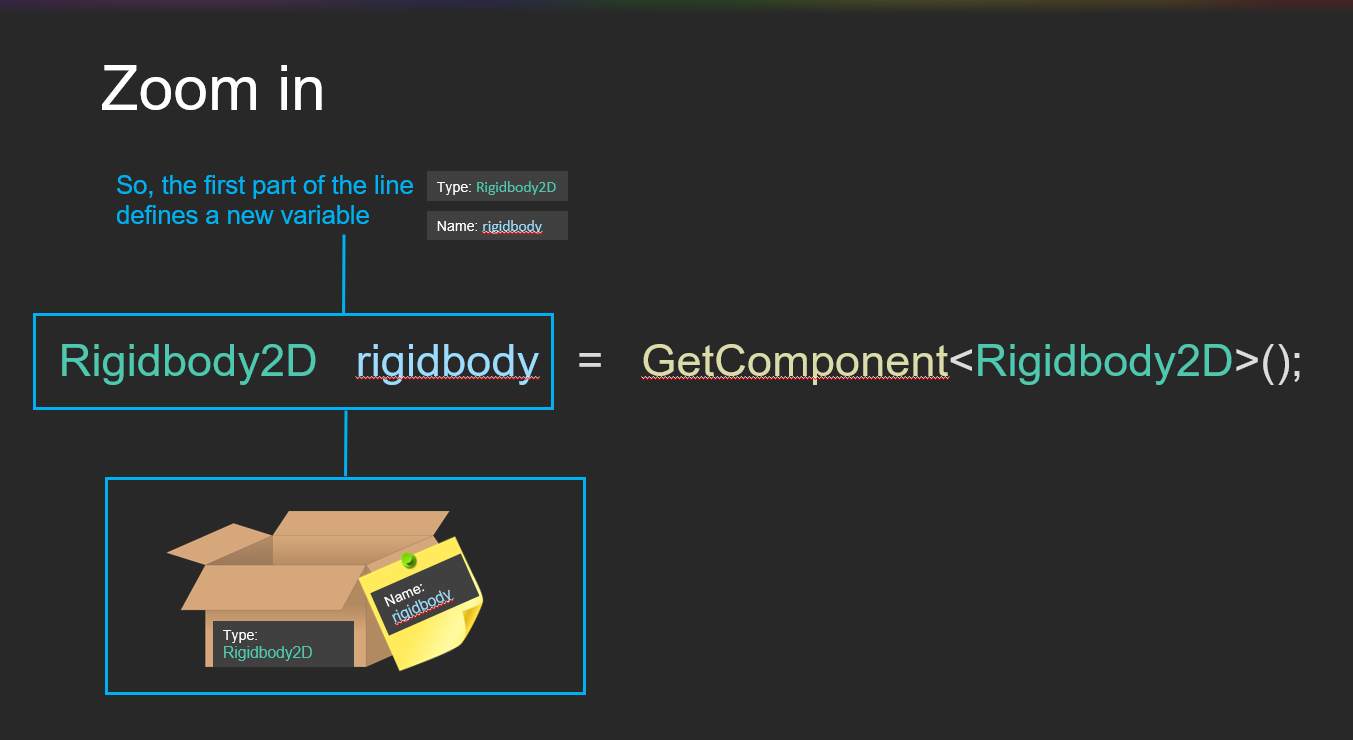 Zoom in
So, the first part of the line
defines a new variable
Type: Rigidbody2D
Name: rigidbody
Rigidbody2D rigidbody = GetComponent<Rigidbody2D>();
Name:
rigidbody
Type:
Rigidbody2D